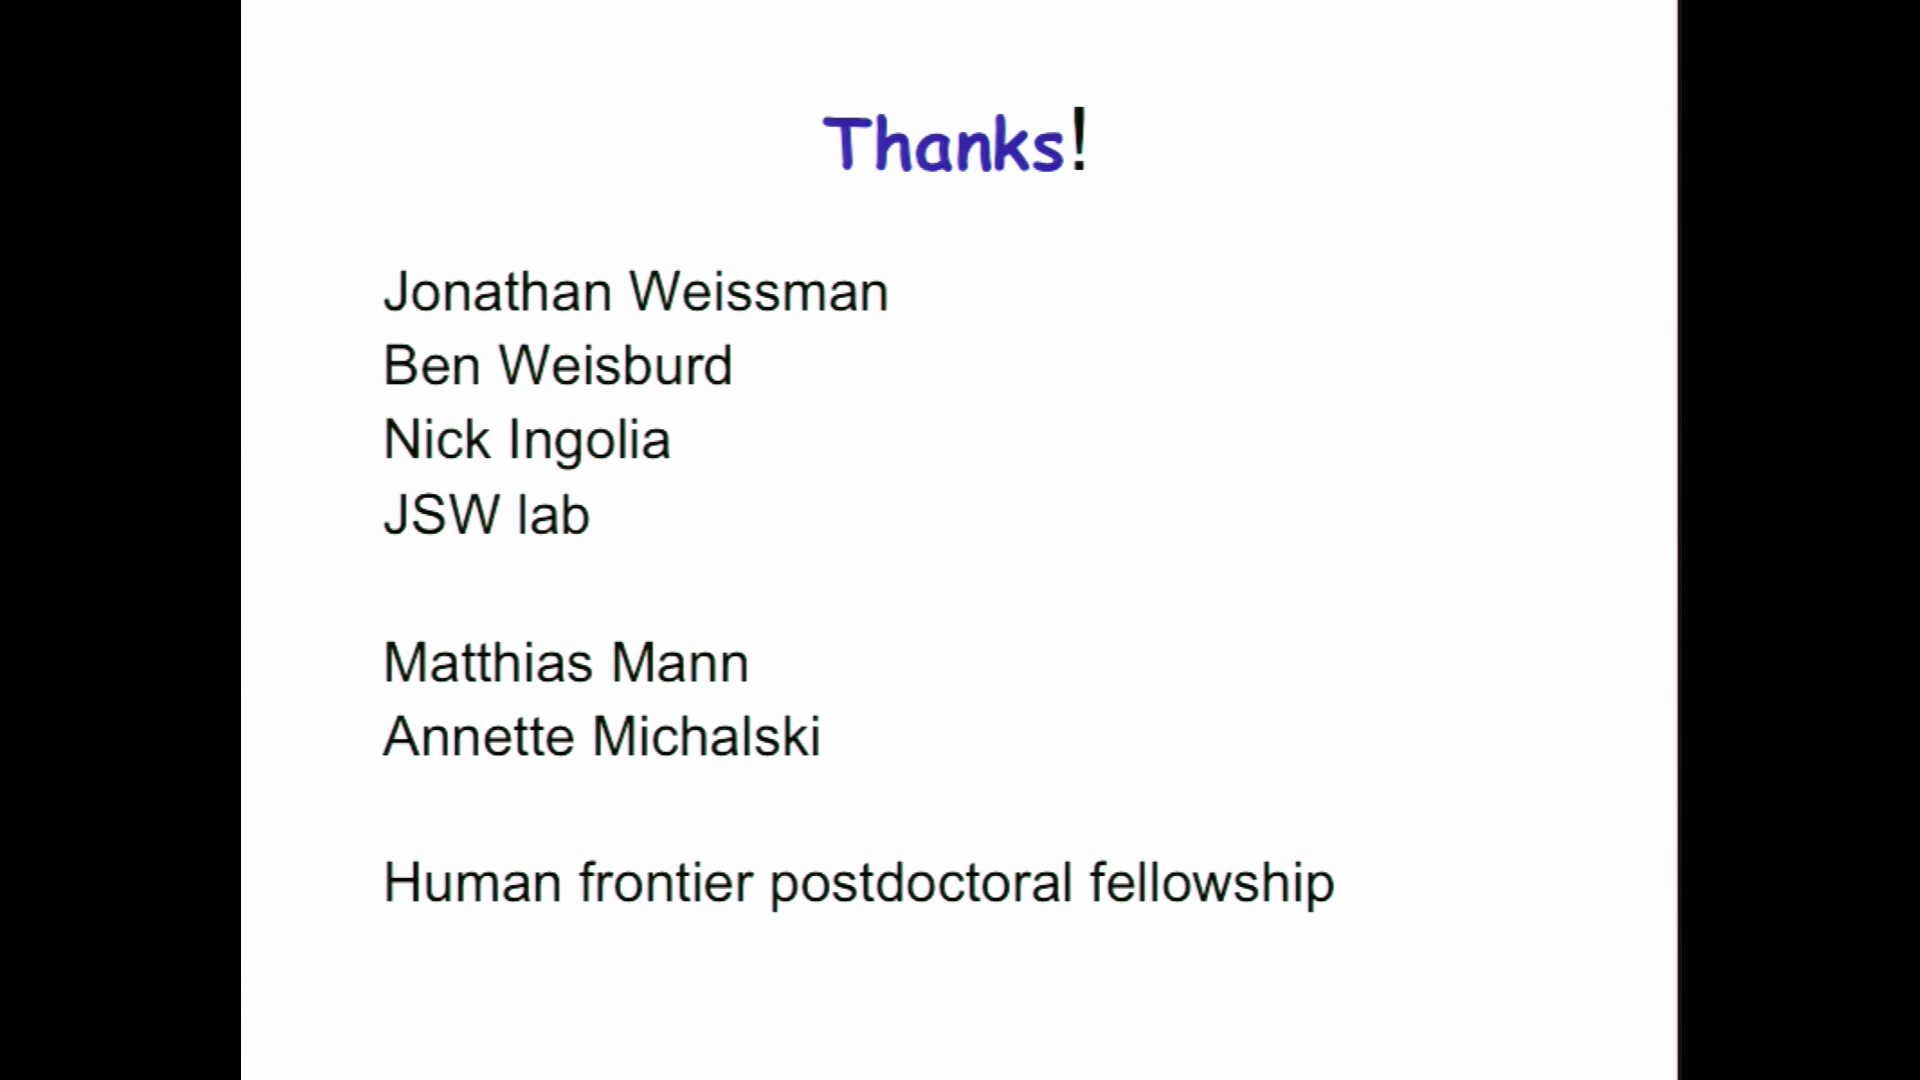 Thanks!
Jonathan Weissman
Ben Weisburd
Nick Ingolia
JSW lab
Matthias Mann
Annette Michalski
Human frontier postdoctoral fellowship